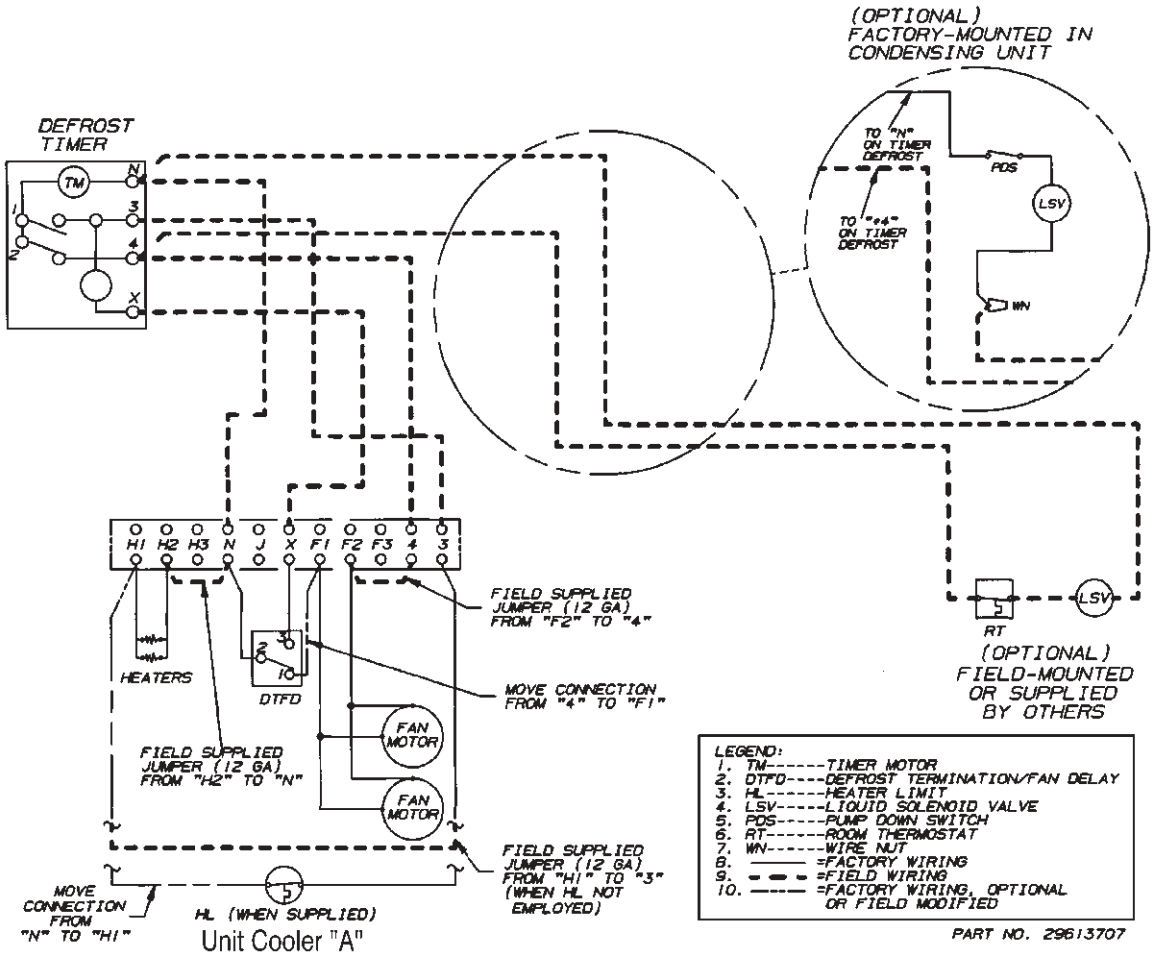 (OPTIONAL)
FACTORY-MOUNTED IN
CONDENSING UNIT
DEFROST
TIMER
TM
N
1
3
2
4
X
TO "N"
ON TIMER
DEFROST
PDS
LSV
TO "#4"
ON TIMER
DEFROST
WN
H1 H2 H3 N J X F1 F2 F3 4 3
HEATERS
3
2
1
DTFD
FIELD SUPPLIED
JUMPER (12 GA)
FROM "F2" TO "4"
MOVE CONNECTION
FROM "4" TO "F1"
FAN
MOTOR
FAN
MOTOR
FIELD SUPPLIED
JUMPER (12 GA)
FROM "H2" TO "N"
FIELD SUPPLIED
JUMPER (12 GA)
FROM "H1" TO "3"
(WHEN HL NOT
EMPLOYED)
MOVE
CONNECTION
FROM
"N" TO "H1"
HL (WHEN SUPPLIED)
Unit Cooler "A"
RT
LSV
(OPTIONAL)
FIELD-MOUNTED
OR SUPPLIED
BY OTHERS
LEGEND:
1. TM------TIMER MOTOR
2. DTFD----DEFROST TERMINATION/FAN DELAY
3. HL------HEATER LIMIT
4. LSV-----LIQUID SOLENOID VALVE
5. PDS-----PUMP DOWN SWITCH
6. RT------ROOM THERMOSTAT
7. WN------WIRE NUT
8. =FACTORY WIRING
9. =FIELD WIRING
10. =FACTORY WIRING, OPTIONAL
OR FIELD MODIFIED
PART NO. 29613707